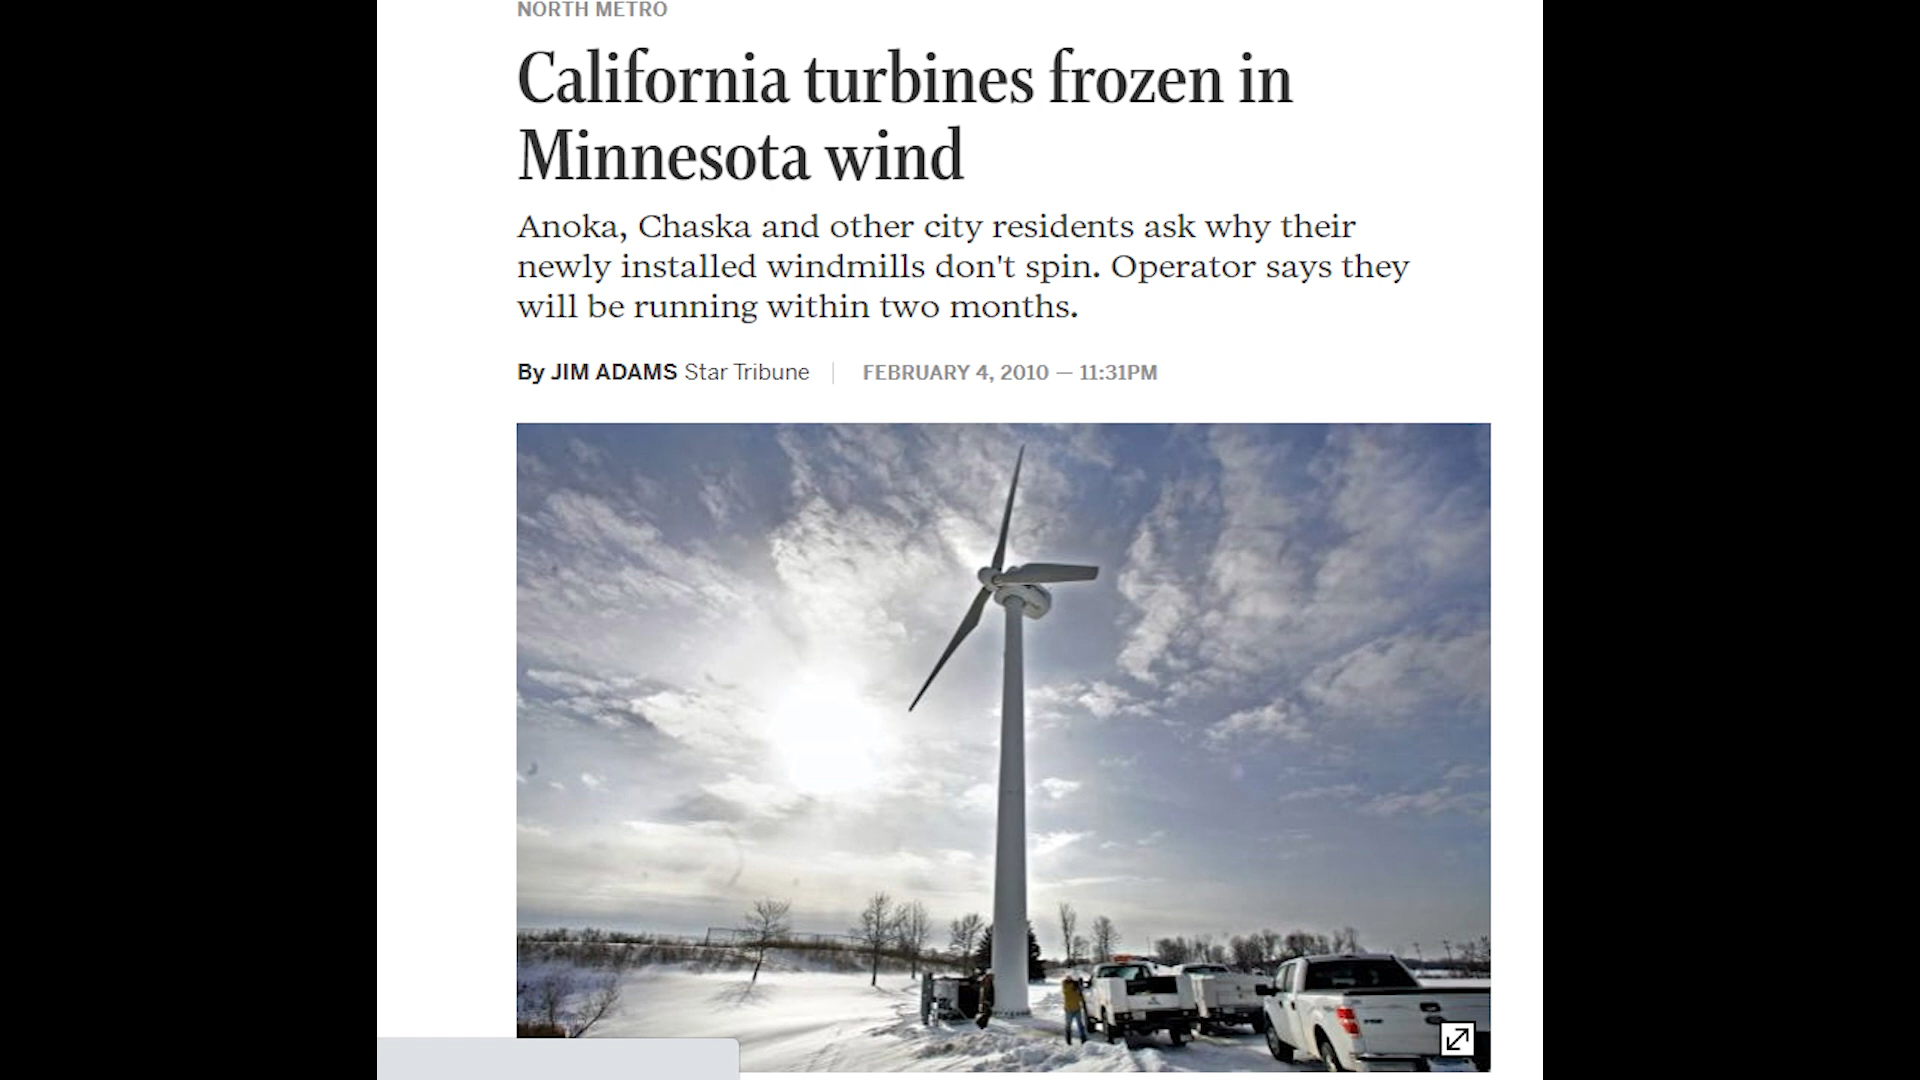 NORTH METRO
California turbines frozen in
Minnesota wind
Anoka, Chaska and other city residents ask why their
newly installed windmills don't spin. Operator says they
will be running within two months.
By JIM ADAMS Star Tribune FEBRUARY 4, 2010 — 11:31PM